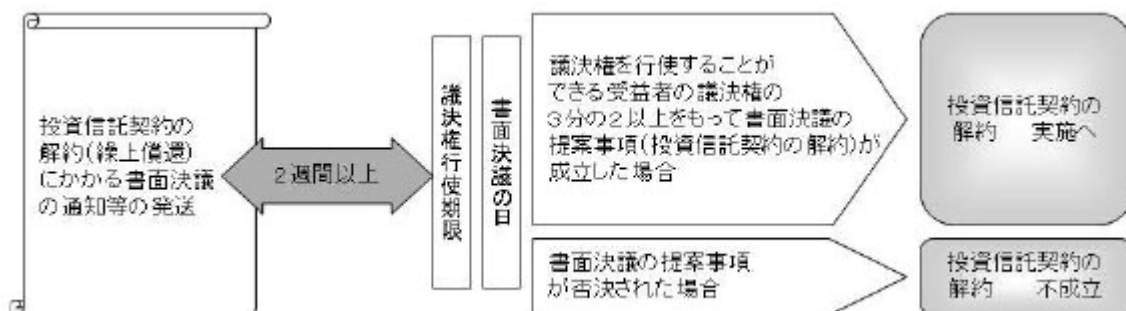 投資信託契約の
解約(繰上償還)
にかかる書面決議
の通知等の発送
２週間以上
議決権行使期限
書面決議の日
議決権を行使することが
できる受益者の議決権の
３分の２以上をもって書面決議の
提案事項(投資信託契約の解約)が
成立した場合
投資信託契約の
解約　実施へ
書面決議の提案事項
が否決された場合
投資信託契約の
解約　不成立